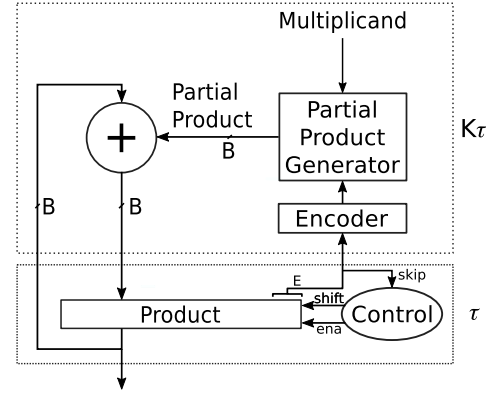 Multiplicand
Partial
Product
B
Partial
Product
Generator
Kτ
+
B
B
Encoder
skip
E
shift
ena
Product
Control
τ